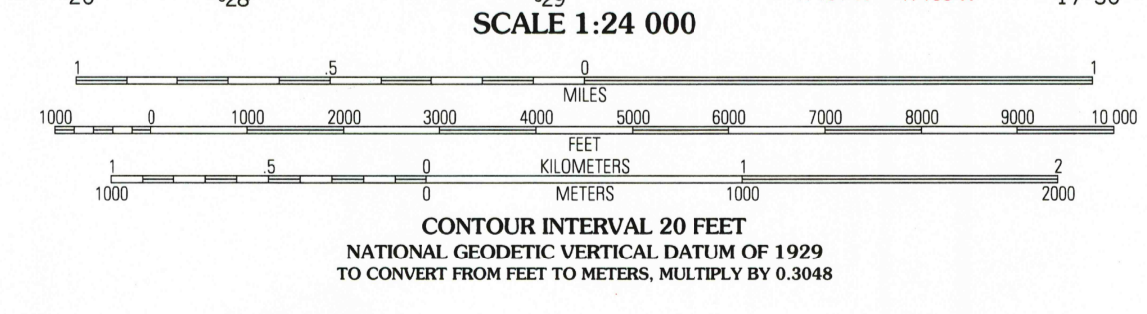 SCALE 1:24 000
1 .5 0 1
MILES
1000 0 1000 2000 3000 4000 5000 6000 7000 8000 9000 10 000
FEET
1 .5 0 KILOMETERS 1 2
1000 0 METERS 1000 2000
CONTOUR INTERVAL 20 FEET
NATIONAL GEODETIC VERTICAL DATUM OF 1929
TO CONVERT FROM FEET TO METERS, MULTIPLY BY 0.3048